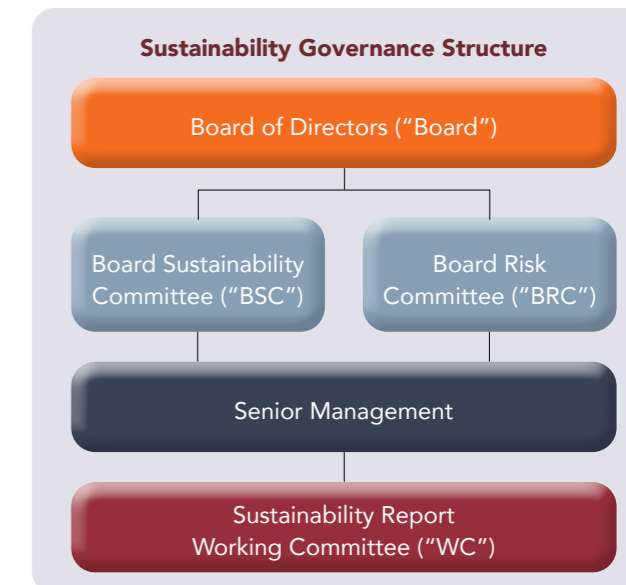 Sustainability Governance Structure
Board of Directors (“Board”)
Board Sustainability
Committee (“BSC”)
Board Risk
Committee (“BRC”)
Senior Management
Sustainability Report
Working Committee (“WC”)